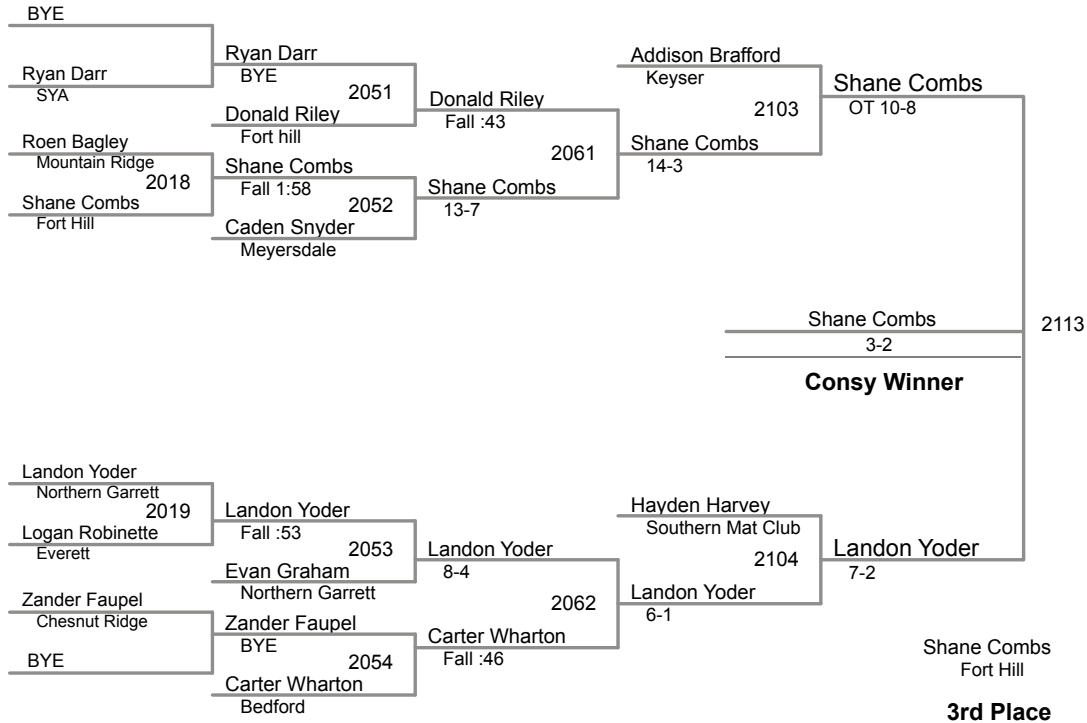 BYE
Ryan Darr
SYA
Roen Bagley
Mountain Ridge
2018
Shane Combs
Fort Hill
Ryan Darr
BYE
2051
Donald Riley
Fort hill
Shane Combs
Fall 1:58
2052
Caden Snyder
Meyersdale
Donald Riley
Fall :43
2061
Shane Combs
13-7
Addison Brafford
Keyser
2103
Shane Combs
14-3
Shane Combs
OT 10-8
Shane Combs
3-2
Consy Winner
2113
Landon Yoder
Northern Garrett
2019
Logan Robinette
Everett
Zander Faupel
Chesnut Ridge
BYE
Landon Yoder
Fall :53
2053
Evan Graham
Northern Garrett
Zander Faupel
BYE
2054
Carter Wharton
Bedford
Landon Yoder
8-4
2062
Carter Wharton
Fall :46
Hayden Harvey
Southern Mat Club
2104
Landon Yoder
6-1
Landon Yoder
7-2
Shane Combs
Fort Hill
3rd Place